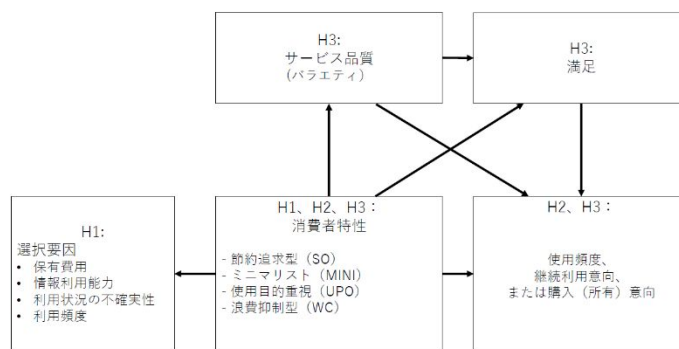 H3:
サービス品質
(バラエティ)
H3:
満足
H1:
選択要因
• 保有費用
• 情報利用能力
• 利用状況の不確実性
• 利用頻度
H1、H2、H3：
消費者特性
- 節約追求型（SO）
- ミニマリスト（MINI）
- 使用目的重視（UPO）
- 浪費抑制型（WC）
H2、H3：
使用頻度、
継続利用意向、
または購入（所有）意向